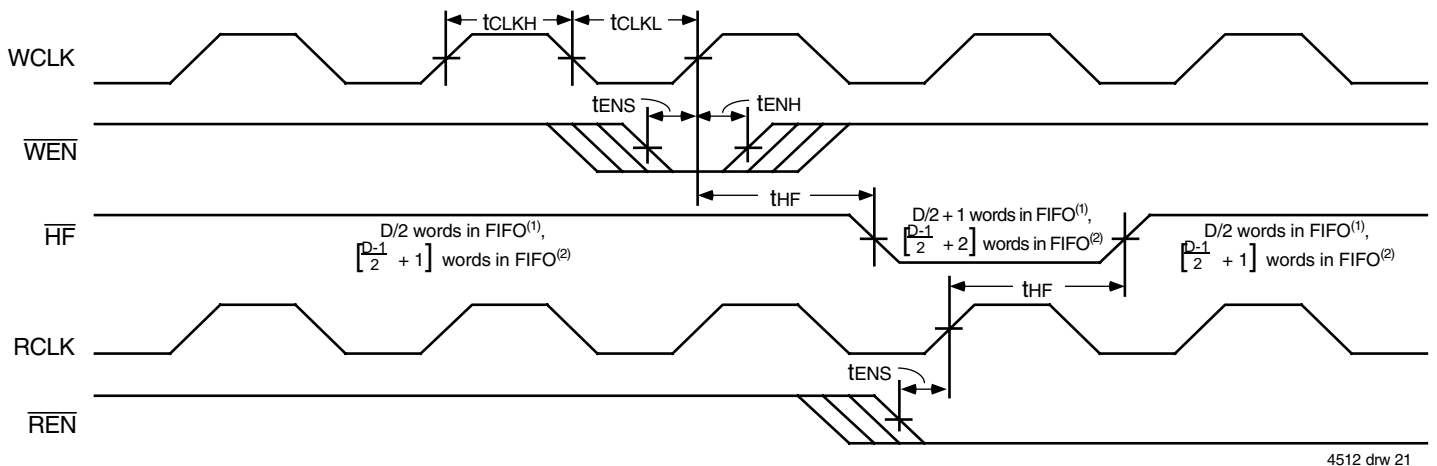 tCLKH tCLKL
WCLK
tENS tENH
WEN
tHF
HF
D/2 words in FIFO(1),
[D-1/2 + 1] words in FIFO(2)
D/2 + 1 words in FIFO(1),
[D-1/2 + 2] words in FIFO(2)
D/2 words in FIFO(1),
[D-1/2 + 1] words in FIFO(2)
tHF
RCLK
tENS
REN
4512 drw 21